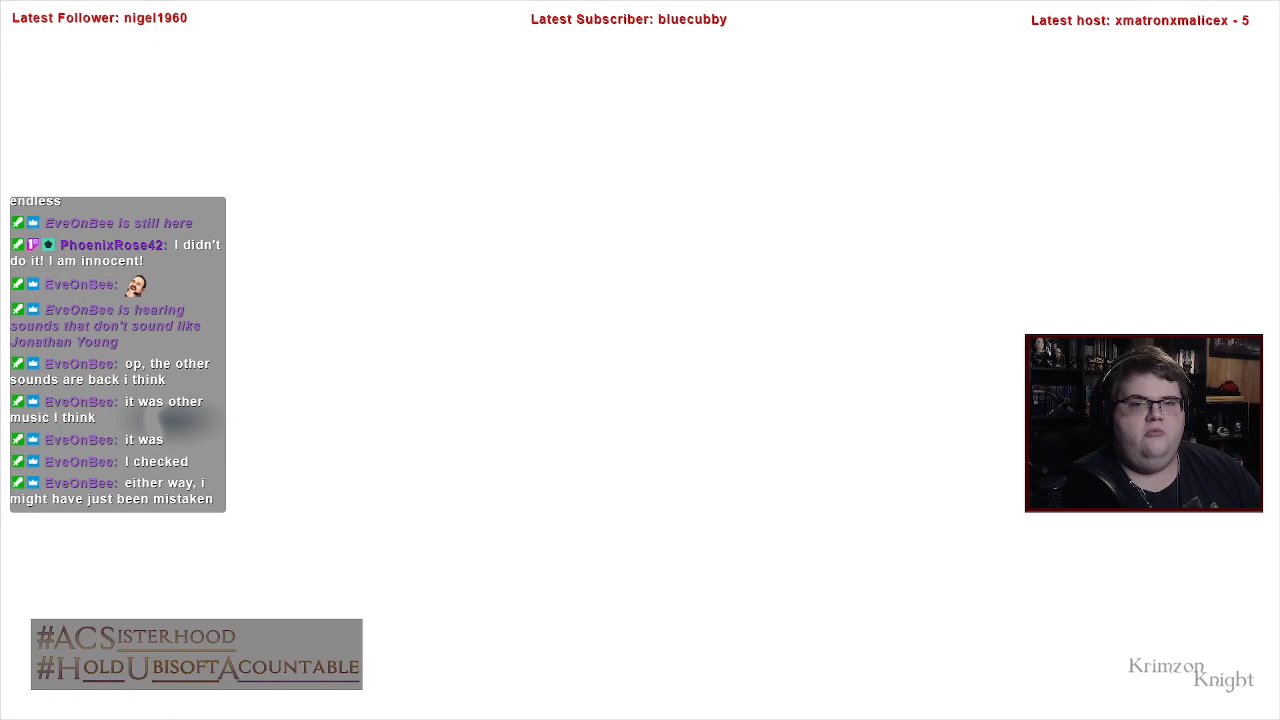 Latest Follower: nigel1960
Latest Subscriber: bluecubby
Latest host: xmatronxmalicex - 5
endless
EveOnBee is still here
PhoenixRose42: I didn't
do it! I am innocent!
EveOnBee:
EveOnBee is hearing
sounds that don't sound like
Jonathan Young
EveOnBee: op, the other
sounds are back i think
EveOnBee: it was other
music I think
EveOnBee: it was
EveOnBee: I checked
EveOnBee: either way, i
might have just been mistaken
#ACSISTERHOOD
#HOLDUBISOFTACOUNTABLE
Krimzon
Knight